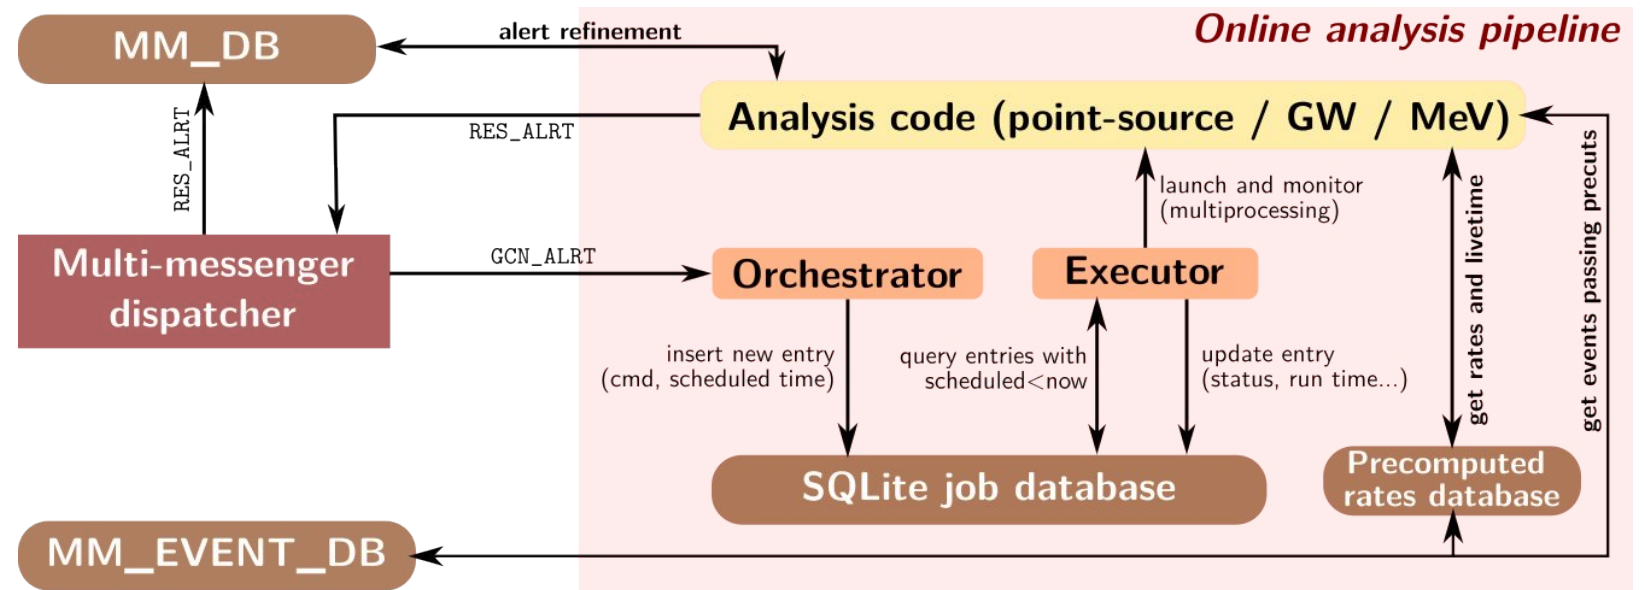 Online analysis pipeline
MM_DB
alert refinement
Analysis code (point-source / GW / MeV)
RES_ALRT
RES_ALRT
launch and monitor
(multiprocessing)
get rates and livetime
get events passing precuts
Multi-messenger
dispatcher
GCN_ALRT
Orchestrator
Executor
insert new entry
(cmd, scheduled time)
query entries with
scheduled<now
update entry
(status, run time...)
SQLite job database
Precomputed
rates database
MM_EVENT_DB